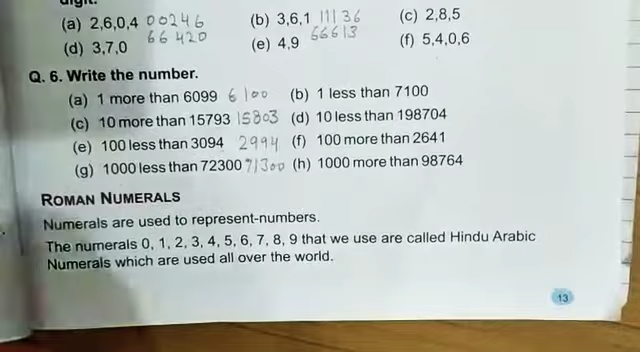 digit.
(a) 2,6,0,4 00246 (b) 3,6,1 11136 (c) 2,8,5
(d) 3,7,0 66420 (e) 4,9 66613 (f) 5,4,0,6
Q. 6. Write the number.
(a) 1 more than 6099 6100 (b) 1 less than 7100
(c) 10 more than 15793 15803 (d) 10 less than 198704
(e) 100 less than 3094 2994 (f) 100 more than 2641
(g) 1000 less than 72300 71300 (h) 1000 more than 98764
ROMAN NUMERALS
Numerals are used to represent-numbers.
The numerals 0, 1, 2, 3, 4, 5, 6, 7, 8, 9 that we use are called Hindu Arabic
Numerals which are used all over the world.
13